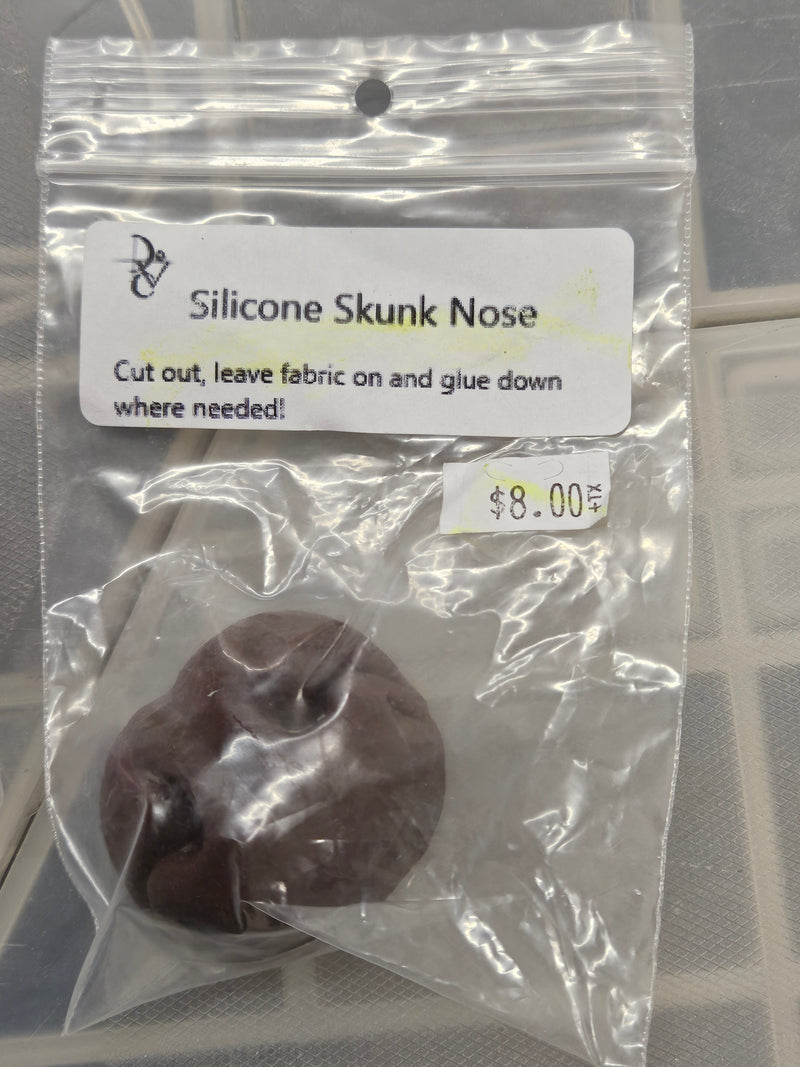 Silicone Skunk Nose
Cut out, leave fabric on and glue down
where needed!
$8.00+TX